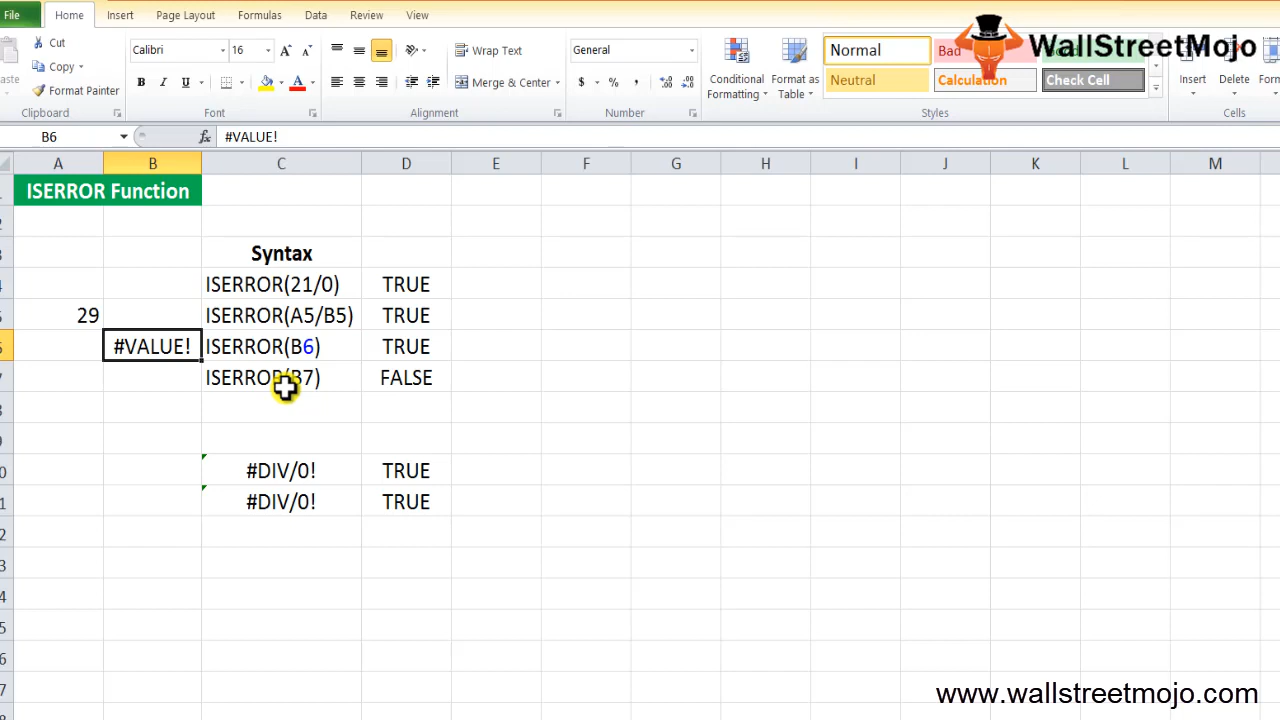 File Home Insert Page Layout Formulas Data Review View
Cut
Copy
Format Painter
Clipboard
Calibri 16
B I U
Font
Wrap Text
Merge & Center
Alignment
General
$ % ,
Number
Conditional Formatting
Format as Table
Normal Bad
Neutral Calculation Check Cell
Styles
Insert Delete
Cells
WallStreetMojo
B6 fx #VALUE!
A B C D E F G H I J K L M
ISERROR Function
Syntax
ISERROR(21/0) TRUE
29 ISERROR(A5/B5) TRUE
#VALUE! ISERROR(B6) TRUE
ISERROR(B7) FALSE
#DIV/0! TRUE
#DIV/0! TRUE
www.wallstreetmojo.com